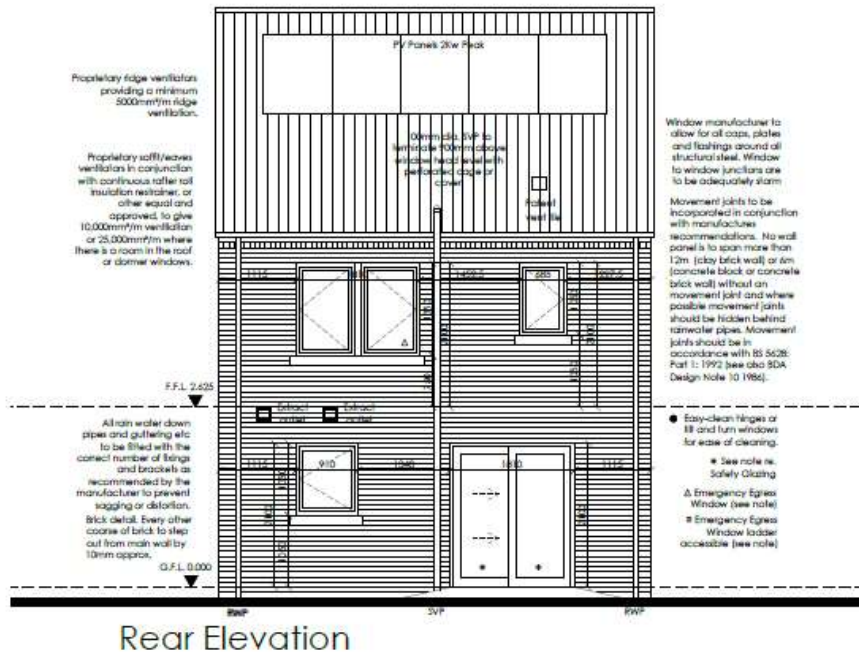 PV Panels 2Kw Peak
Proprietary ridge ventilators
providing a minimum
5000mm²/m ridge
ventilation.
Proprietary soffit/eaves
ventilators in conjunction
with continuous rafter roll
insulation restrainer, or
other equal and
approved, to give
10,000mm²/m ventilation
or 25,000mm²/m where
there is a room in the roof
or dormer windows.
00mm dia. SVP to
terminate 900mm above
window head level with
perforated cage or
cover
Patent
vent tile
Window manufacturer to
allow for all caps, plates
and flashings around all
structural steel. Window
to window junctions are
to be adequately
Movement joints to be
incorporated in conjunction
with manufactures
recommendations. No wall
panel to span more than
12m (clay brick wall) or 6m
(concrete block or concrete
brick wall) without an
movement joint and where
possible movement joints
should be hidden behind
rainwater pipes. Movement
joints should be in
accordance with BS 5628:
Part 1: 1992 (see also BDA
Design Note 10 1986).
1115
1452.5
685
F.F.L 2.625
Extract
outlet
Extract
outlet
All rain water down
pipes and guttering etc
to be fitted with the
correct number of fixings
and brackets as
recommended by the
manufacturer to prevent
sagging or distortion.
Brick detail. Every other
coarse of brick to step
out from main wall by
10mm approx.
G.F.L 0.000
1115
910
1810
1115
Easy-clean hinges or
tilt and turn windows
for ease of cleaning.
* See note re.
Safety Glazing
Δ Emergency Egress
Window (see note)
# Emergency Egress
Window ladder
accessible (see note)
RWP
SVP
RWP
Rear Elevation